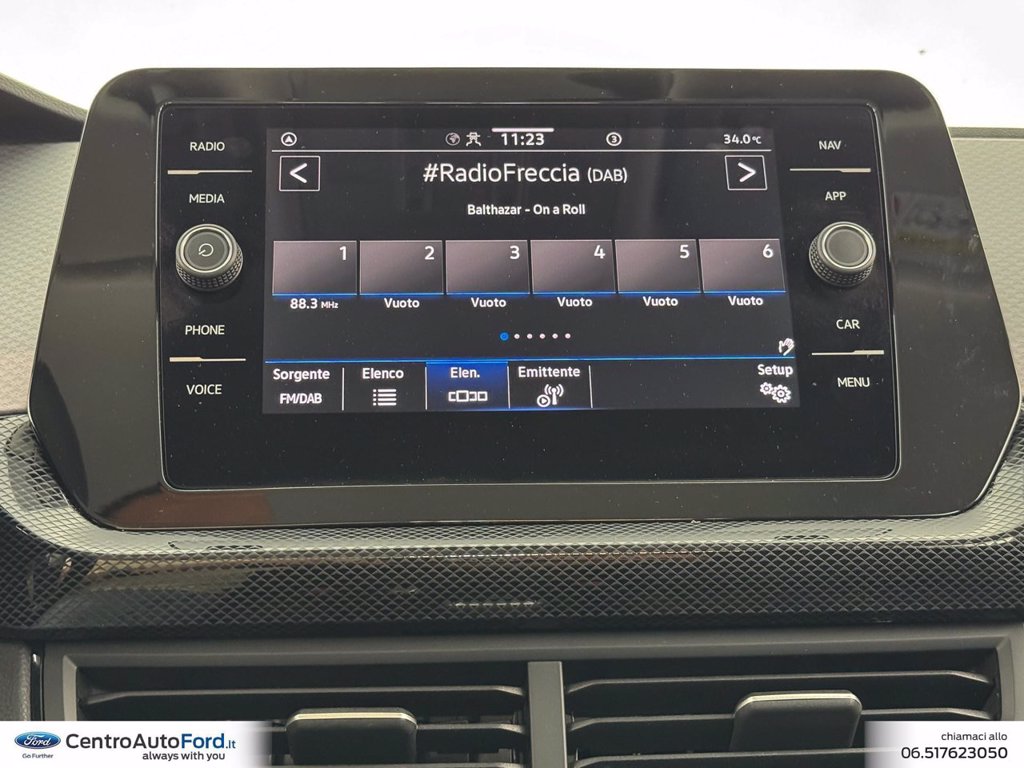 RADIO
MEDIA
PHONE
VOICE
11:23
3
34.0°C
<
#RadioFreccia (DAB)
>
Balthazar - On a Roll
1
2
3
4
5
6
88.3 MHz
Vuoto
Vuoto
Vuoto
Vuoto
Vuoto
Sorgente
FM/DAB
Elenco
Elen.
Emittente
Setup
NAV
APP
CAR
MENU
Ford
Go Further
CentroAutoFord.it
always with you
chiamaci allo
06.517623050